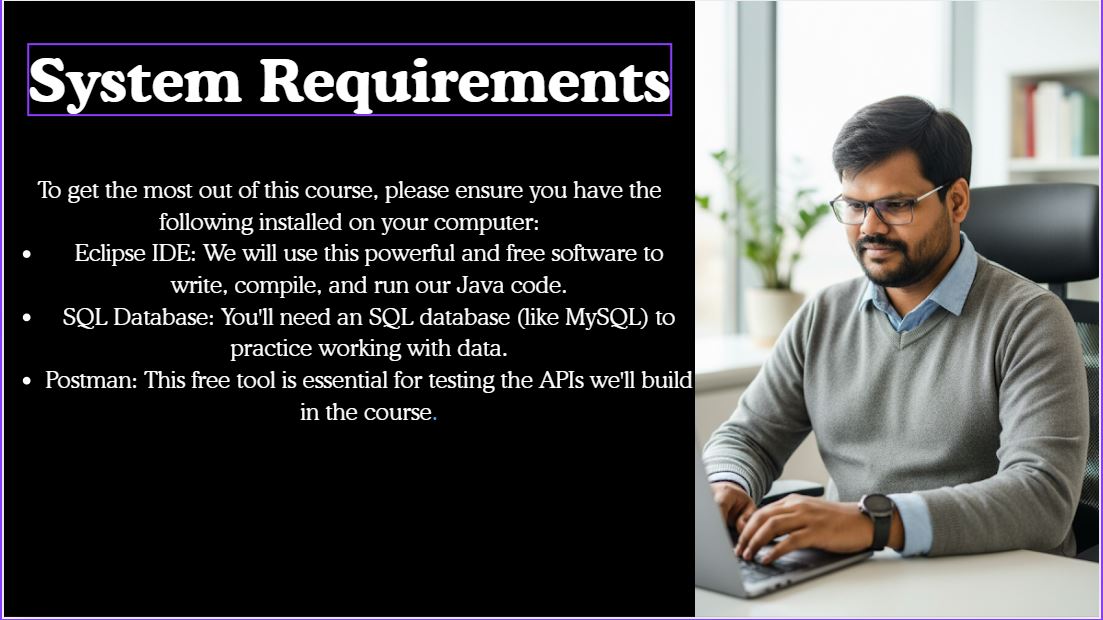 System Requirements
To get the most out of this course, please ensure you have the
following installed on your computer:
• Eclipse IDE: We will use this powerful and free software to
write, compile, and run our Java code.
• SQL Database: You'll need an SQL database (like MySQL) to
practice working with data.
• Postman: This free tool is essential for testing the APIs we'll build
in the course.